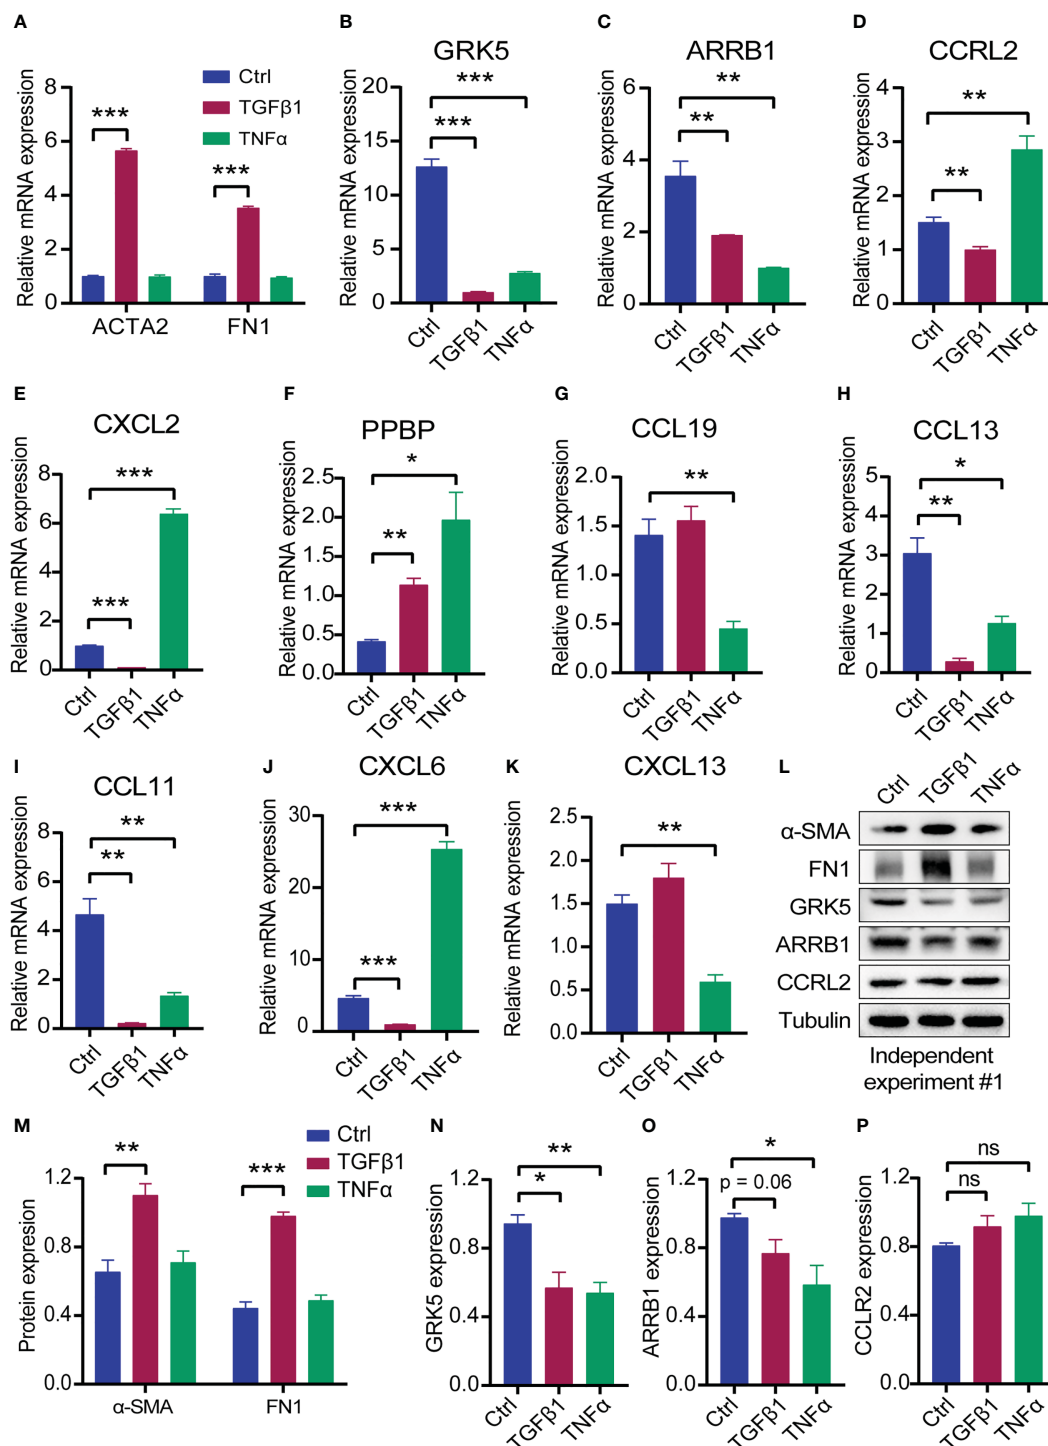 A
Ctrl
TGFβ1
TNFα
Relative mRNA expression
8
6
4
2
0
***
***
ACTA2 FN1
B
GRK5
Relative mRNA expression
20
15
10
5
0
***
***
Ctrl
TGFβ1
TNFα
C
ARRB1
Relative mRNA expression
6
4
2
0
**
**
Ctrl
TGFβ1
TNFα
D
CCRL2
Relative mRNA expression
4
3
2
1
0
**
**
Ctrl
TGFβ1
TNFα
E
CXCL2
Relative mRNA expression
8
6
4
2
0
***
***
Ctrl
TGFβ1
TNFα
F
PPBP
Relative mRNA expression
2.5
2.0
1.5
1.0
0.5
0.0
*
**
Ctrl
TGFβ1
TNFα
G
CCL19
Relative mRNA expression
2.0
1.5
1.0
0.5
0.0
**
Ctrl
TGFβ1
TNFα
H
CCL13
Relative mRNA expression
5
4
3
2
1
0
*
**
Ctrl
TGFβ1
TNFα
I
CCL11
Relative mRNA expression
8
6
4
2
0
**
**
Ctrl
TGFβ1
TNFα
J
CXCL6
Relative mRNA expression
30
20
10
0
***
***
Ctrl
TGFβ1
TNFα
K
CXCL13
Relative mRNA expression
2.5
2.0
1.5
1.0
0.5
0.0
**
Ctrl
TGFβ1
TNFα
L
Ctrl
TGFβ1
TNFα
α-SMA
FN1
GRK5
ARRB1
CCRL2
Tubulin
Independent
experiment #1
M
Ctrl
TGFβ1
TNFα
Protein expression
1.2
0.8
0.4
0.0
**
***
α-SMA FN1
N
GRK5 expression
1.2
0.8
0.4
0.0
**
*
Ctrl
TGFβ1
TNFα
O
ARRB1 expression
1.2
0.8
0.4
0.0
*
p = 0.06
Ctrl
TGFβ1
TNFα
P
CCLR2 expression
1.2
0.8
0.4
0.0
ns
ns
Ctrl
TGFβ1
TNFα